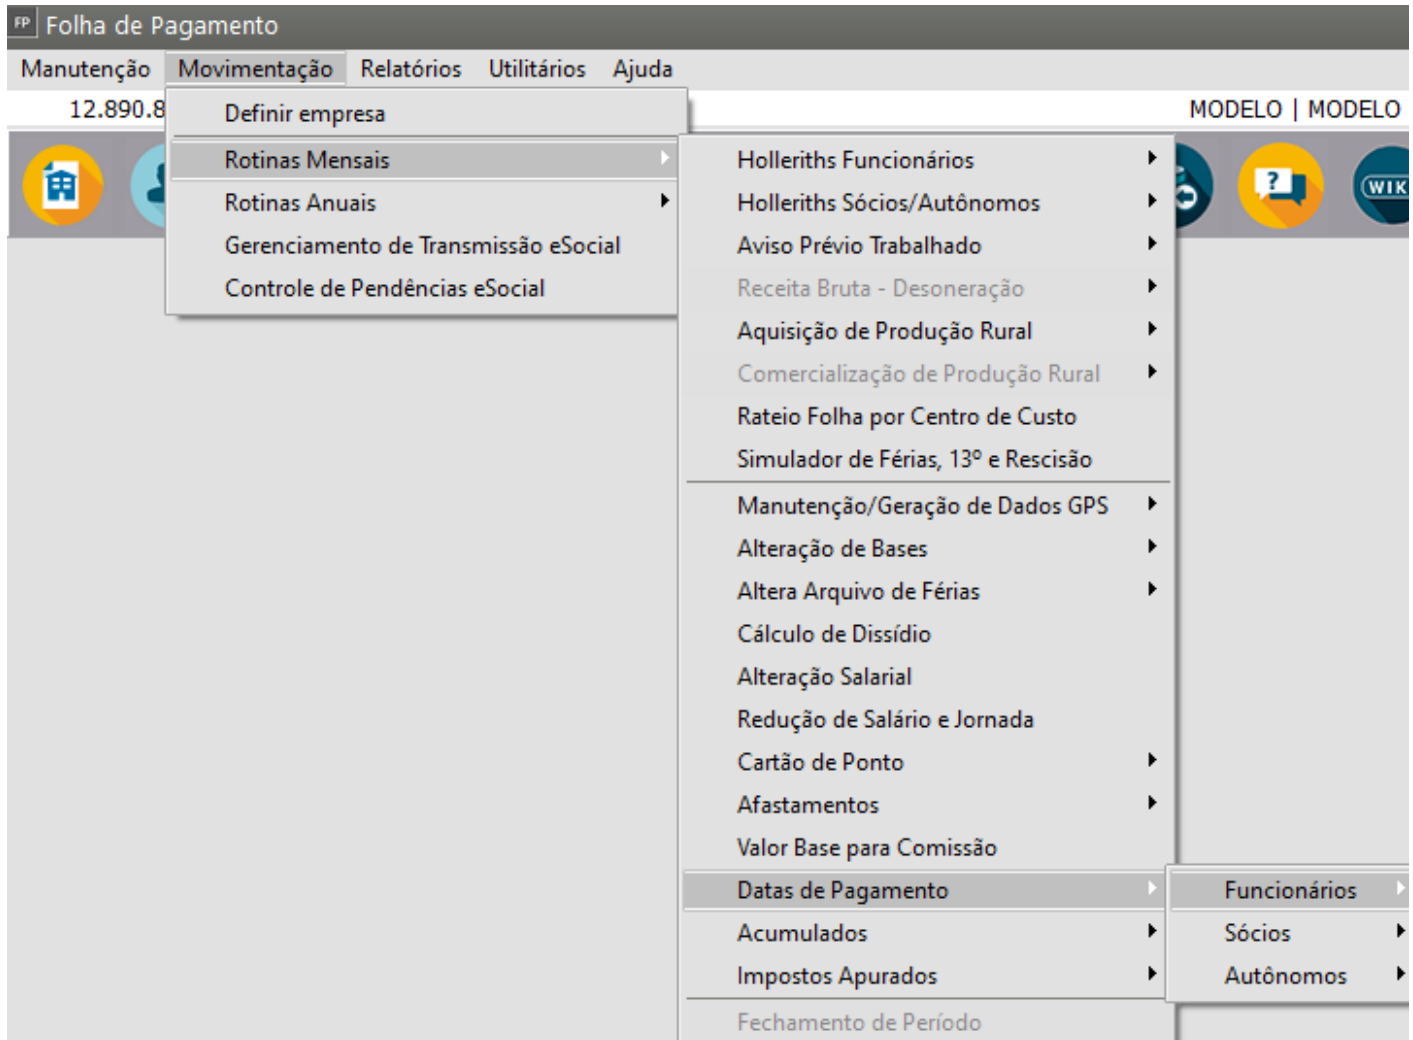 FP Folha de Pagamento
Manutenção Movimentação Relatórios Utilitários Ajuda
12.890.8 MODELO | MODELO
Definir empresa
Rotinas Mensais
Rotinas Anuais
Gerenciamento de Transmissão eSocial
Controle de Pendências eSocial
? WIK
Holleriths Funcionários
Holleriths Sócios/Autônomos
Aviso Prévio Trabalhado
Receita Bruta - Desoneração
Aquisição de Produção Rural
Comercialização de Produção Rural
Rateio Folha por Centro de Custo
Simulador de Férias, 13º e Rescisão
Manutenção/Geração de Dados GPS
Alteração de Bases
Altera Arquivo de Férias
Cálculo de Dissídio
Alteração Salarial
Redução de Salário e Jornada
Cartão de Ponto
Afastamentos
Valor Base para Comissão
Datas de Pagamento
Acumulados
Impostos Apurados
Fechamento de Período
Funcionários
Sócios
Autônomos